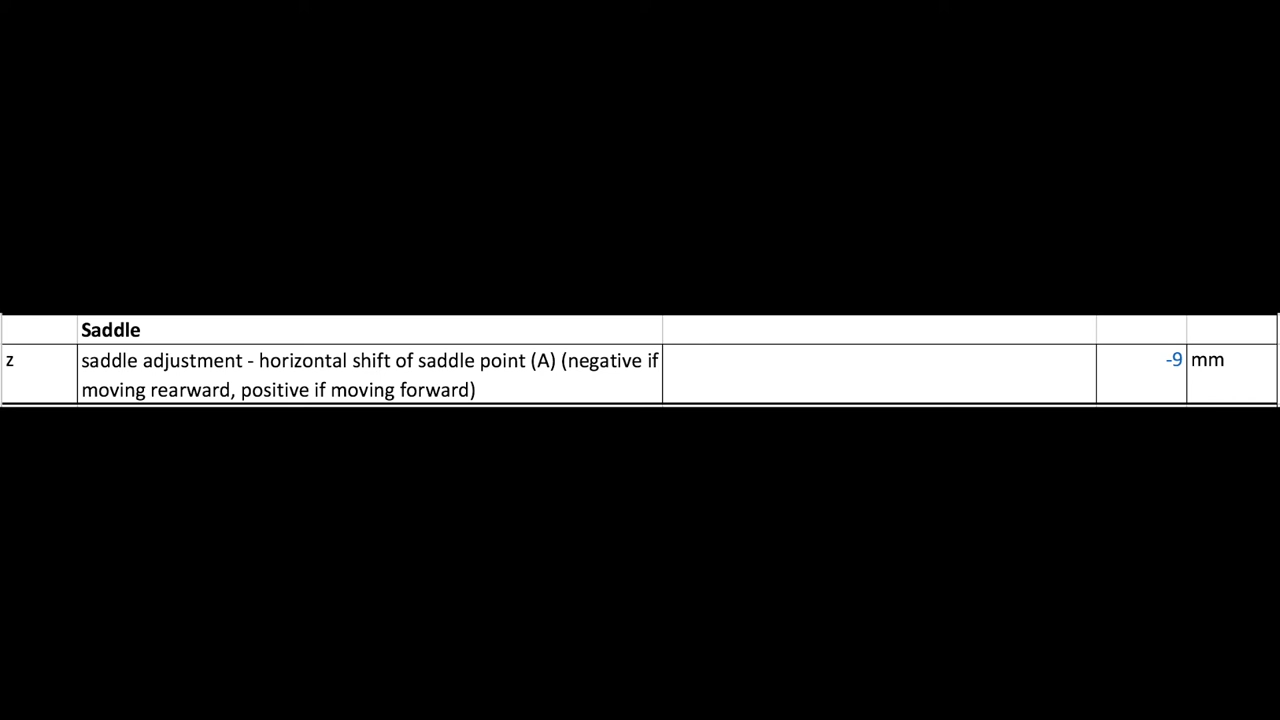 Saddle
z saddle adjustment - horizontal shift of saddle point (A) (negative if -9 mm
moving rearward, positive if moving forward)